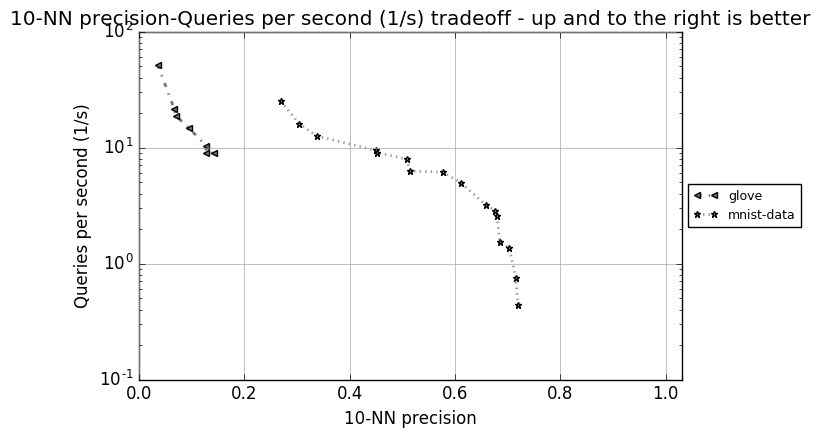 10-NN precision-Queries per second (1/s) tradeoff - up and to the right is better
10^2
10^1
10^0
10^-1
Queries per second (1/s)
0.0 0.2 0.4 0.6 0.8 1.0
10-NN precision
glove
mnist-data